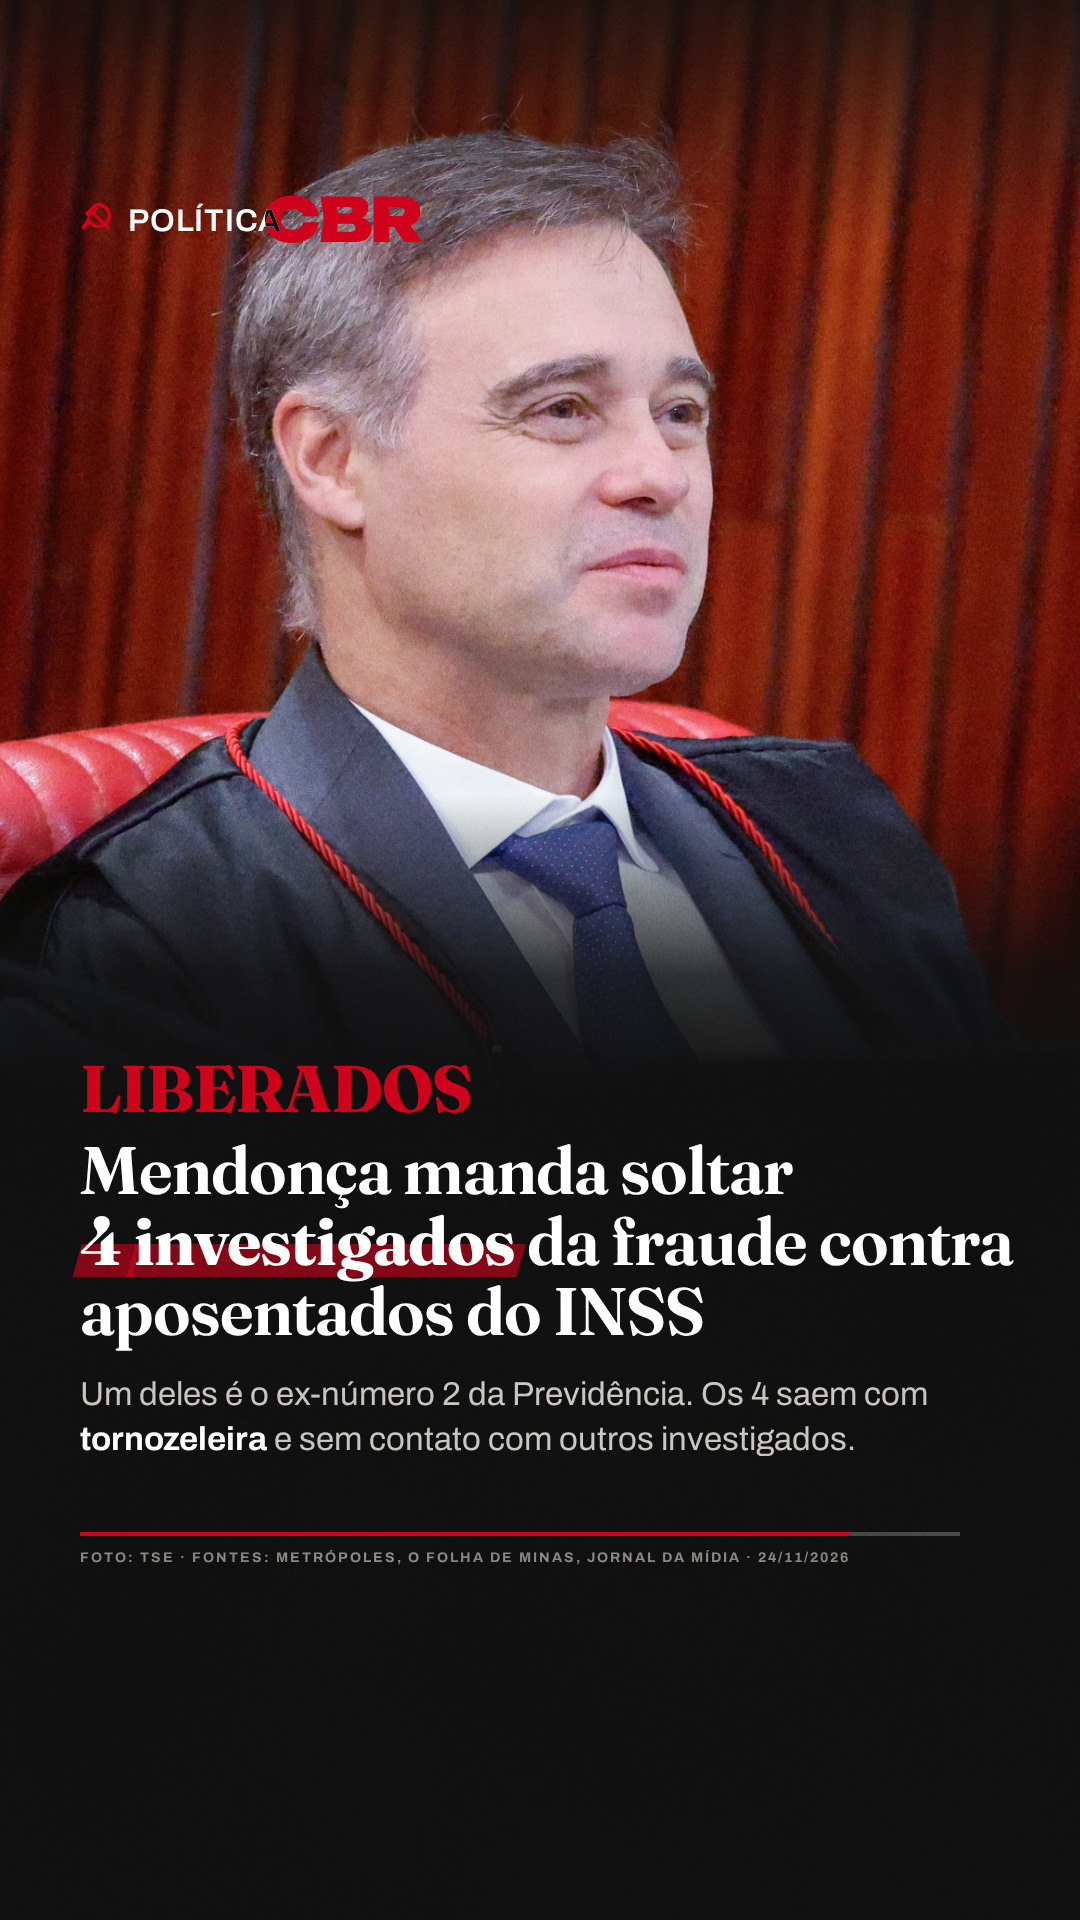 POLÍTICA CBR
LIBERADOS
Mendonça manda soltar
4 investigados da fraude contra
aposentados do INSS
Um deles é o ex-número 2 da Previdência. Os 4 saem com
tornozeleira e sem contato com outros investigados.
FOTO: TSE · FONTES: METRÓPOLES, O FOLHA DE MINAS, JORNAL DA MÍDIA · 24/11/2026